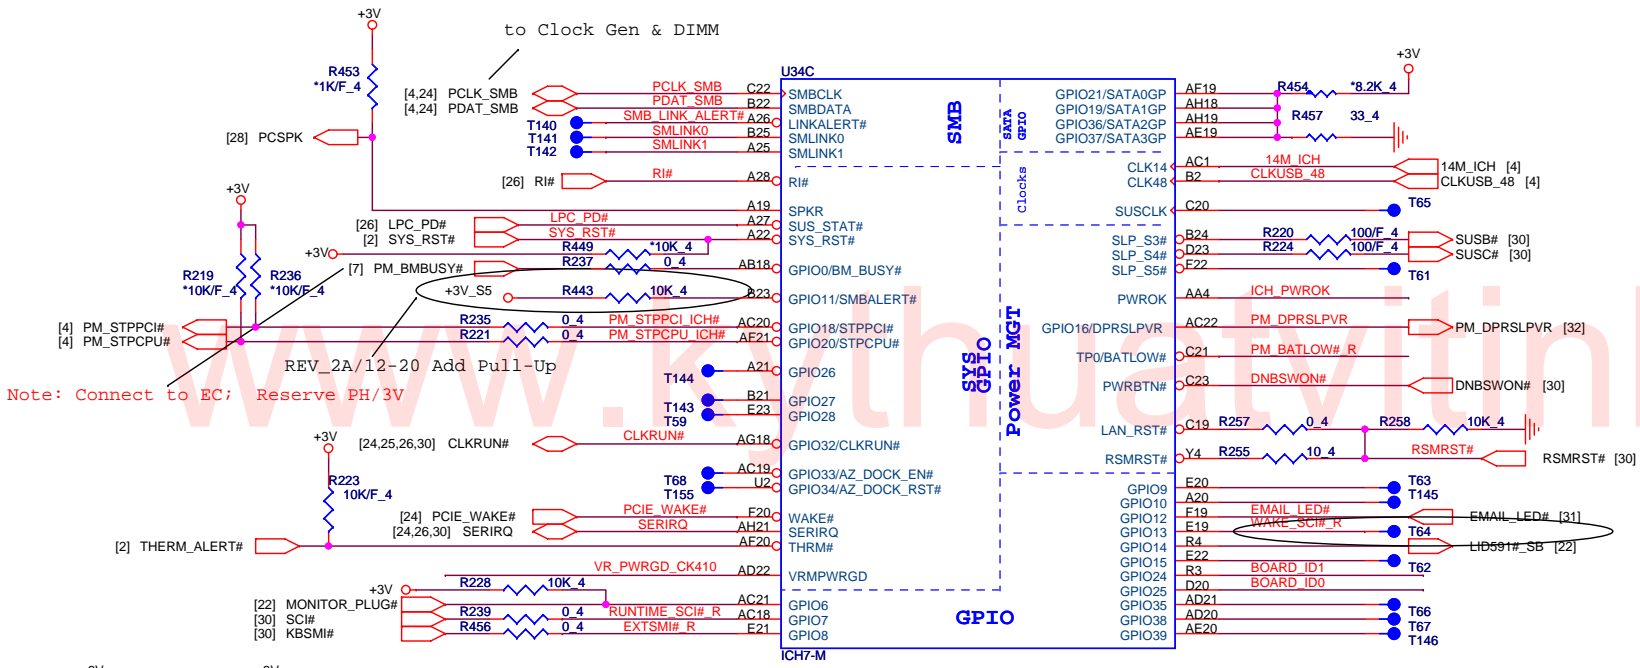 +3V
to Clock Gen & DIMM
R453
*1K/F_4
[28] PCSPK
[4,24] PCLK_SMB
[4,24] PDAT_SMB
PCLK_SMB
PDAT_SMB
SMB_LINK_ALERT#
SMLINK0
SMLINK1
T140
T141
T142
C22
B22
A26
B25
A25
U34C
SMBCLK
SMBDATA
LINKALERT#
SMLINK0
SMLINK1
[26] RI#
RI#
A28
RI#
A19
SPKR
[26] LPC_PD#
LPC_PD#
A27
SUS_STAT#
[2] SYS_RST#
SYS_RST#
A22
SYS_RST#
+3V
R449
*10K_4
[7] PM_BMBUSY#
R237
0_4
AB18
GPIO0/BM_BUSY#
+3V_S5
R443
10K_4
B23
GPIO11/SMBALERT#
+3V
R219
*10K/F_4
R236
*10K/F_4
[4] PM_STPPCI#
[4] PM_STPCPU#
R235
0_4
PM_STPPCI_ICH#
AC20
GPIO18/STPPCI#
R221
0_4
PM_STPCPU_ICH#
AF21
GPIO20/STPCPU#
REV_2A/12-20 Add Pull-Up
Note: Connect to EC; Reserve PH/3V
T144
A21
GPIO26
T143
B21
GPIO27
T59
E23
GPIO28
[24,25,26,30] CLKRUN#
CLKRUN#
AG18
GPIO32/CLKRUN#
+3V
R223
10K/F_4
T68
AC19
GPIO33/AZ_DOCK_EN#
T155
U2
GPIO34/AZ_DOCK_RST#
[24] PCIE_WAKE#
PCIE_WAKE#
F20
WAKE#
[24,26,30] SERIRQ
SERIRQ
AH21
SERIRQ
[2] THERM_ALERT#
AF20
THRM#
VR_PWRGD_CK410
AD22
VRMPWRGD
+3V
R228
10K_4
[22] MONITOR_PLUG#
AC21
GPIO6
[30] SCI#
R239
0_4
RUNTIME_SCI#_R
AC18
GPIO7
[30] KBSMI#
R456
0_4
EXTSMI#_R
E21
GPIO8
ICH7-M
SMB
SATA
GPIO
Clocks
SYS
GPIO
Power MGT
GPIO
+3V
GPIO21/SATA0GP
AF19
R454
*8.2K_4
GPIO19/SATA1GP
AH18
GPIO36/SATA2GP
AH19
R457
33_4
GPIO37/SATA3GP
AE19
CLK14
AC1
14M_ICH
14M_ICH [4]
CLK48
B2
CLKUSB_48
CLKUSB_48 [4]
SUSCLK
C20
T65
SLP_S3#
B24
R220
100/F_4
SUSB# [30]
SLP_S4#
D23
R224
100/F_4
SUSC# [30]
SLP_S5#
F22
T61
PWROK
AA4
ICH_PWROK
GPIO16/DPRSLPVR
AC22
PM_DPRSLPVR
PM_DPRSLPVR [32]
TP0/BATLOW#
C21
PM_BATLOW#_R
PWRBTN#
C23
DNBSWON#
DNBSWON# [30]
LAN_RST#
C19
R257
0_4
R258
10K_4
RSMRST#
Y4
R255
10_4
RSMRST#
RSMRST# [30]
GPIO9
E20
T63
GPIO10
A20
T145
GPIO12
F19
EMAIL_LED#
EMAIL_LED# [31]
GPIO13
E19
WAKE_SCI#_R
T64
GPIO14
R4
LID591#_SB [22]
GPIO15
E22
T62
GPIO24
R3
BOARD_ID1
GPIO25
D20
BOARD_ID0
GPIO35
AD21
T66
GPIO38
AD20
T67
GPIO39
AE20
T146
www.kythuatvitin